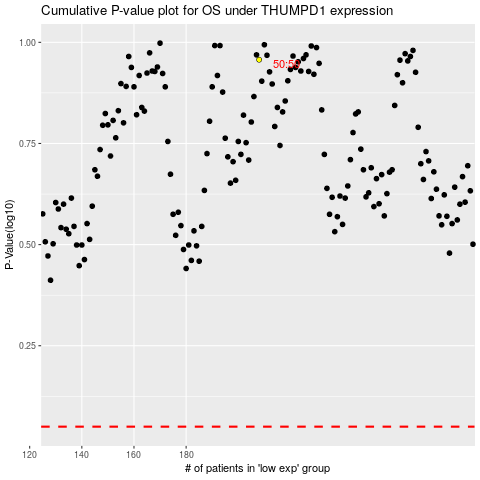 Cumulative P-value plot for OS under THUMPD1 expression
P-Value(log10)
1.00
0.75
0.50
0.25
50:50
120 140 160 180
# of patients in 'low exp' group